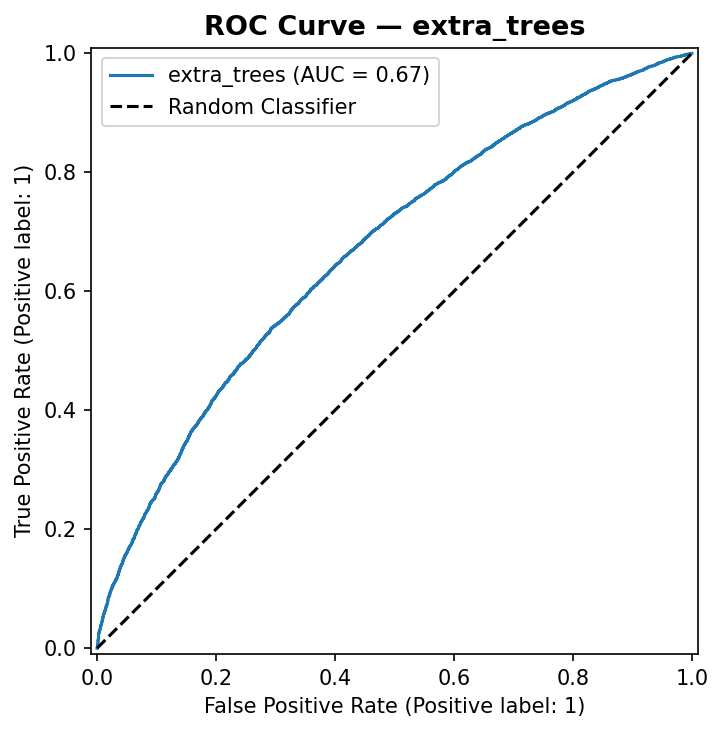 ROC Curve — extra_trees
extra_trees (AUC = 0.67)
Random Classifier
True Positive Rate (Positive label: 1)
1.0
0.8
0.6
0.4
0.2
0.0
0.0 0.2 0.4 0.6 0.8 1.0
False Positive Rate (Positive label: 1)